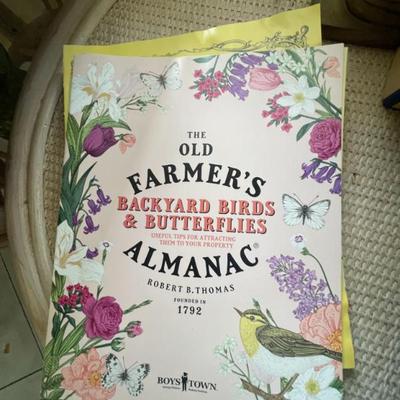 THE
OLD
FARMER'S
BACKYARD BIRDS
& BUTTERFLIES
USEFUL TIPS FOR ATTRACTING
THEM TO YOUR PROPERTY
ALMANAC®
ROBERT B. THOMAS
FOUNDED IN
1792
BOYS TOWN